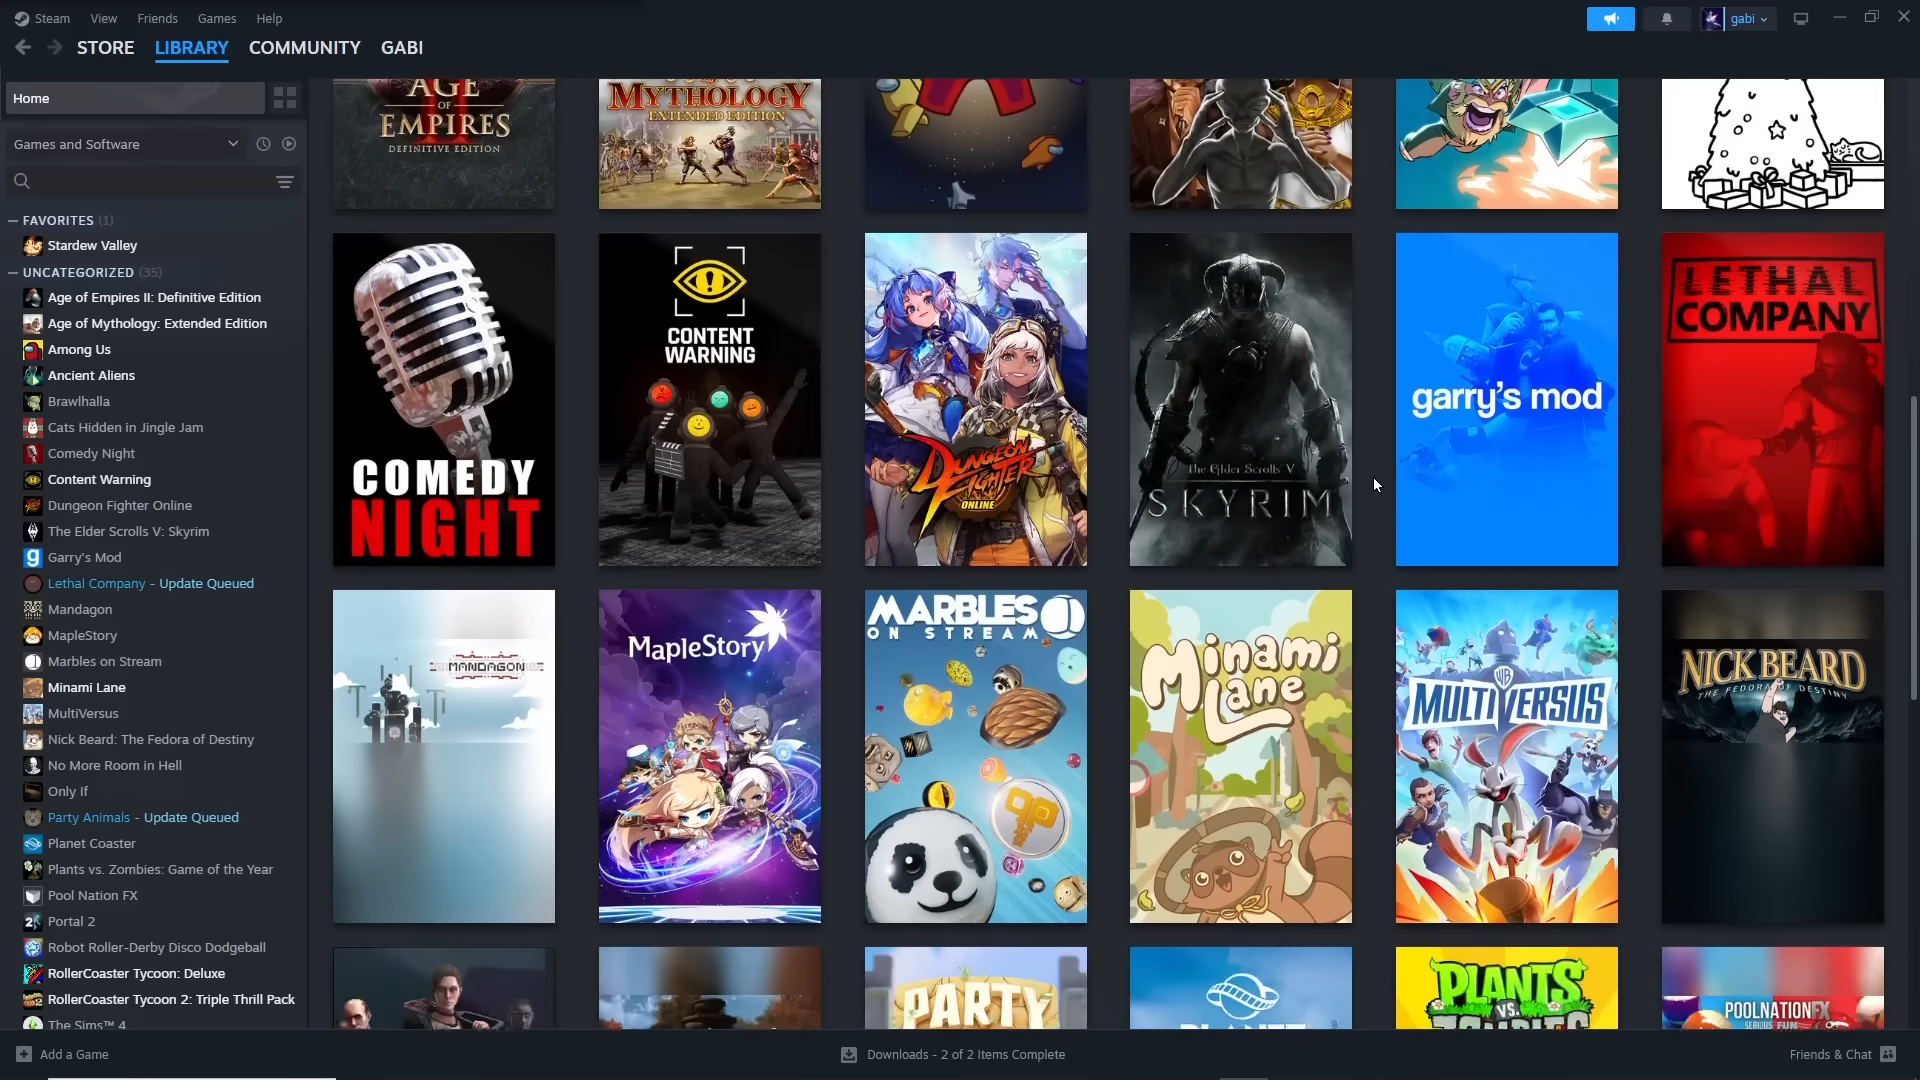 Steam View Friends Games Help
gabi
STORE LIBRARY COMMUNITY GABI
Home
Games and Software
FAVORITES (1)
Stardew Valley
UNCATEGORIZED (35)
Age of Empires II: Definitive Edition
Age of Mythology: Extended Edition
Among Us
Ancient Aliens
Brawlhalla
Cats Hidden in Jingle Jam
Comedy Night
Content Warning
Dungeon Fighter Online
The Elder Scrolls V: Skyrim
Garry's Mod
Lethal Company - Update Queued
Mandagon
MapleStory
Marbles on Stream
Minami Lane
MultiVersus
Nick Beard: The Fedora of Destiny
No More Room in Hell
Only If
Party Animals - Update Queued
Planet Coaster
Plants vs. Zombies: Game of the Year
Pool Nation FX
Portal 2
Robot Roller-Derby Disco Dodgeball
RollerCoaster Tycoon: Deluxe
RollerCoaster Tycoon 2: Triple Thrill Pack
The Sims™ 4
AGE
OF
EMPIRES
II
DEFINITIVE EDITION
MYTHOLOGY
EXTENDED EDITION
COMEDY
NIGHT
CONTENT
WARNING
DUNGEON
FIGHTER
ONLINE
The Elder Scrolls V
SKYRIM
garry's mod
LETHAL
COMPANY
MANDAGON
MapleStory
MARBLES
ON STREAM
Minami
Lane
WB
MULTIVERSUS
NICK BEARD
THE FEDORA OF DESTINY
PARTY
PLANET
PLANTS
VS.
ZOMBIES
POOLNATIONFX
SERIOUS FUN
Add a Game
Downloads - 2 of 2 Items Complete
Friends & Chat